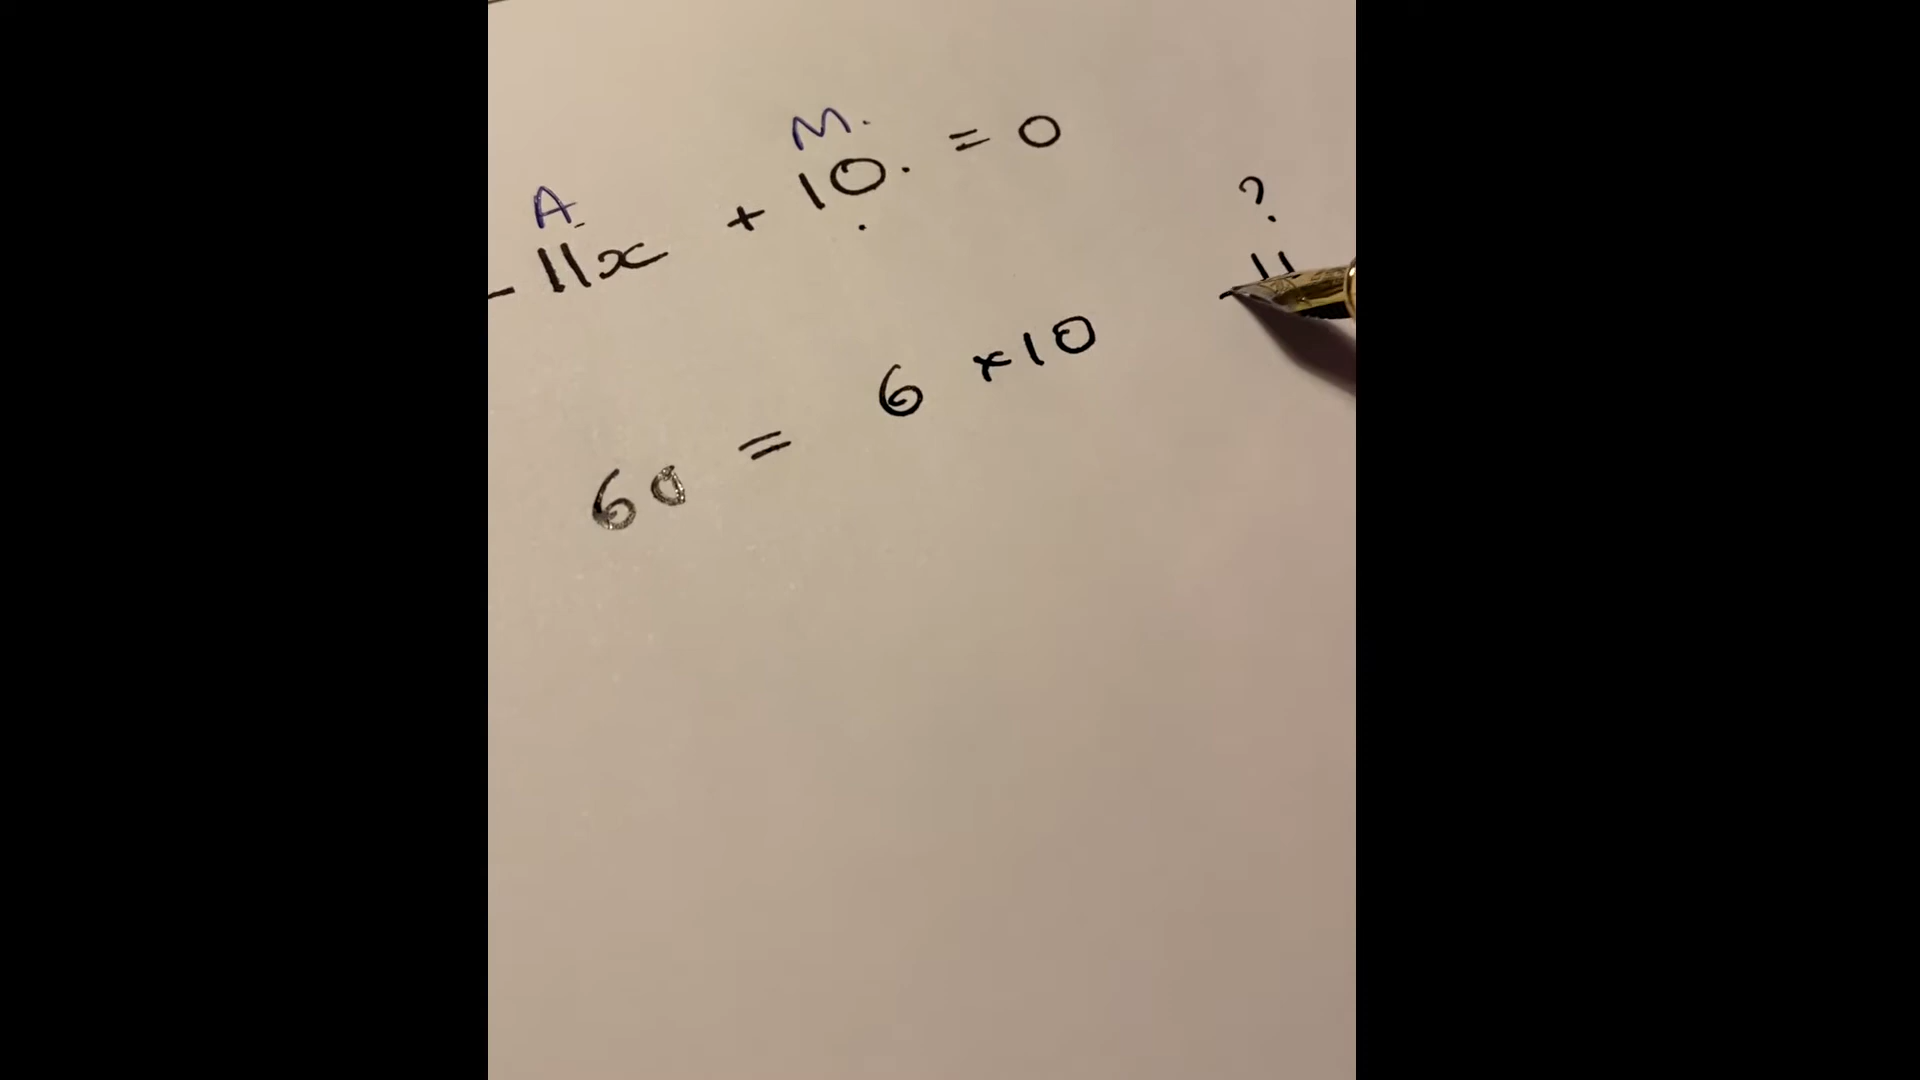 A M.
- 11x + 10. = 0
?
- 11
60 = 6 × 10